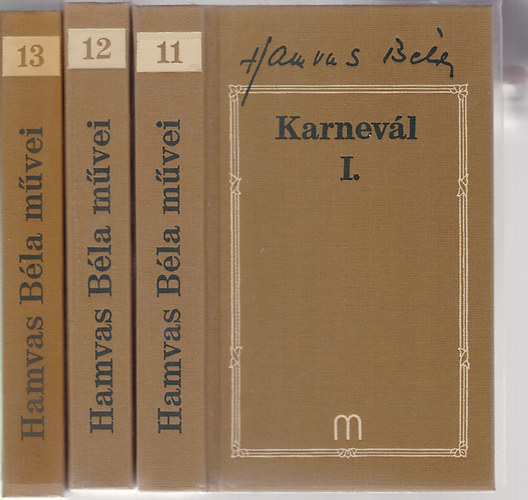 13
Hamvas Béla művei
12
Hamvas Béla művei
11
Hamvas Béla művei
Hamvas Béla
Karnevál
I.
m